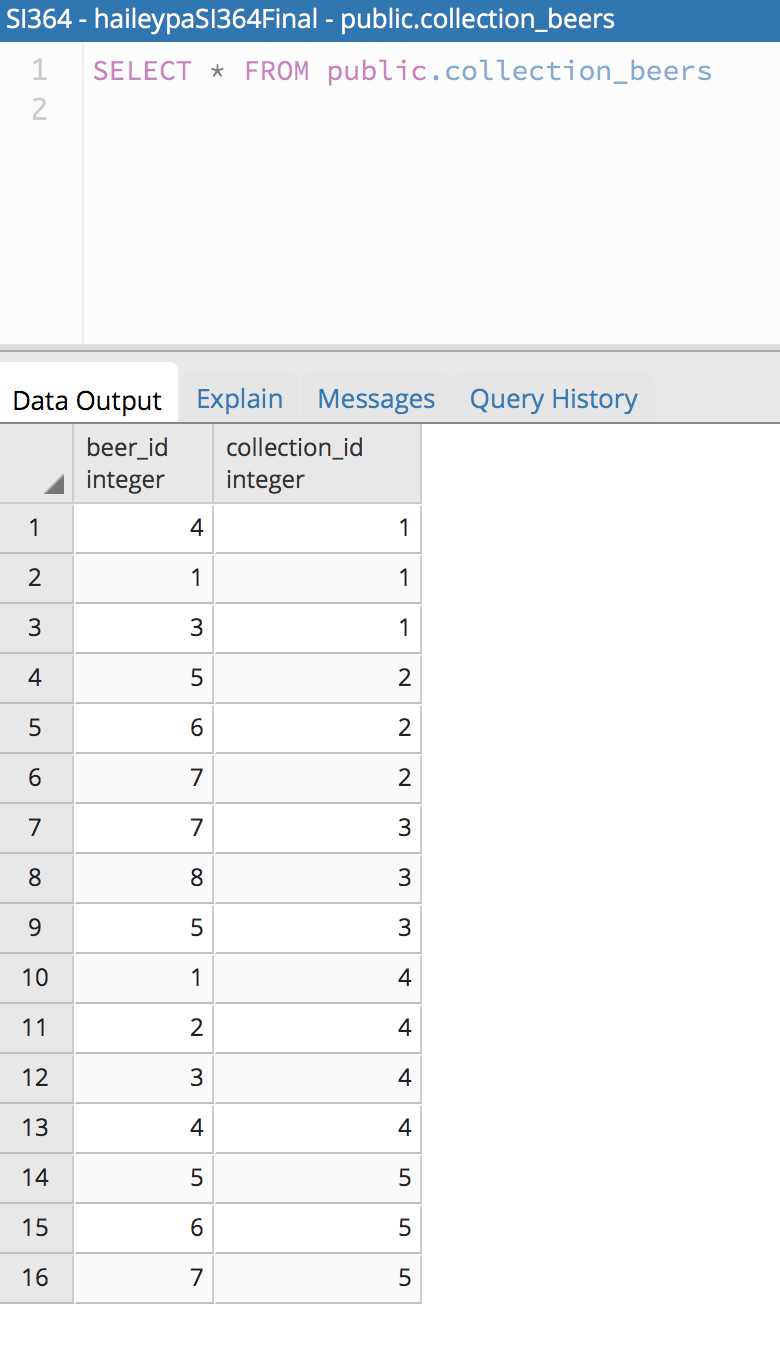 SI364 - haileypaSI364Final - public.collection_beers
1 SELECT * FROM public.collection_beers
2
Data Output Explain Messages Query History
beer_id collection_id
integer integer
1 4 1
2 1 1
3 3 1
4 5 2
5 6 2
6 7 2
7 7 3
8 8 3
9 5 3
10 1 4
11 2 4
12 3 4
13 4 4
14 5 5
15 6 5
16 7 5